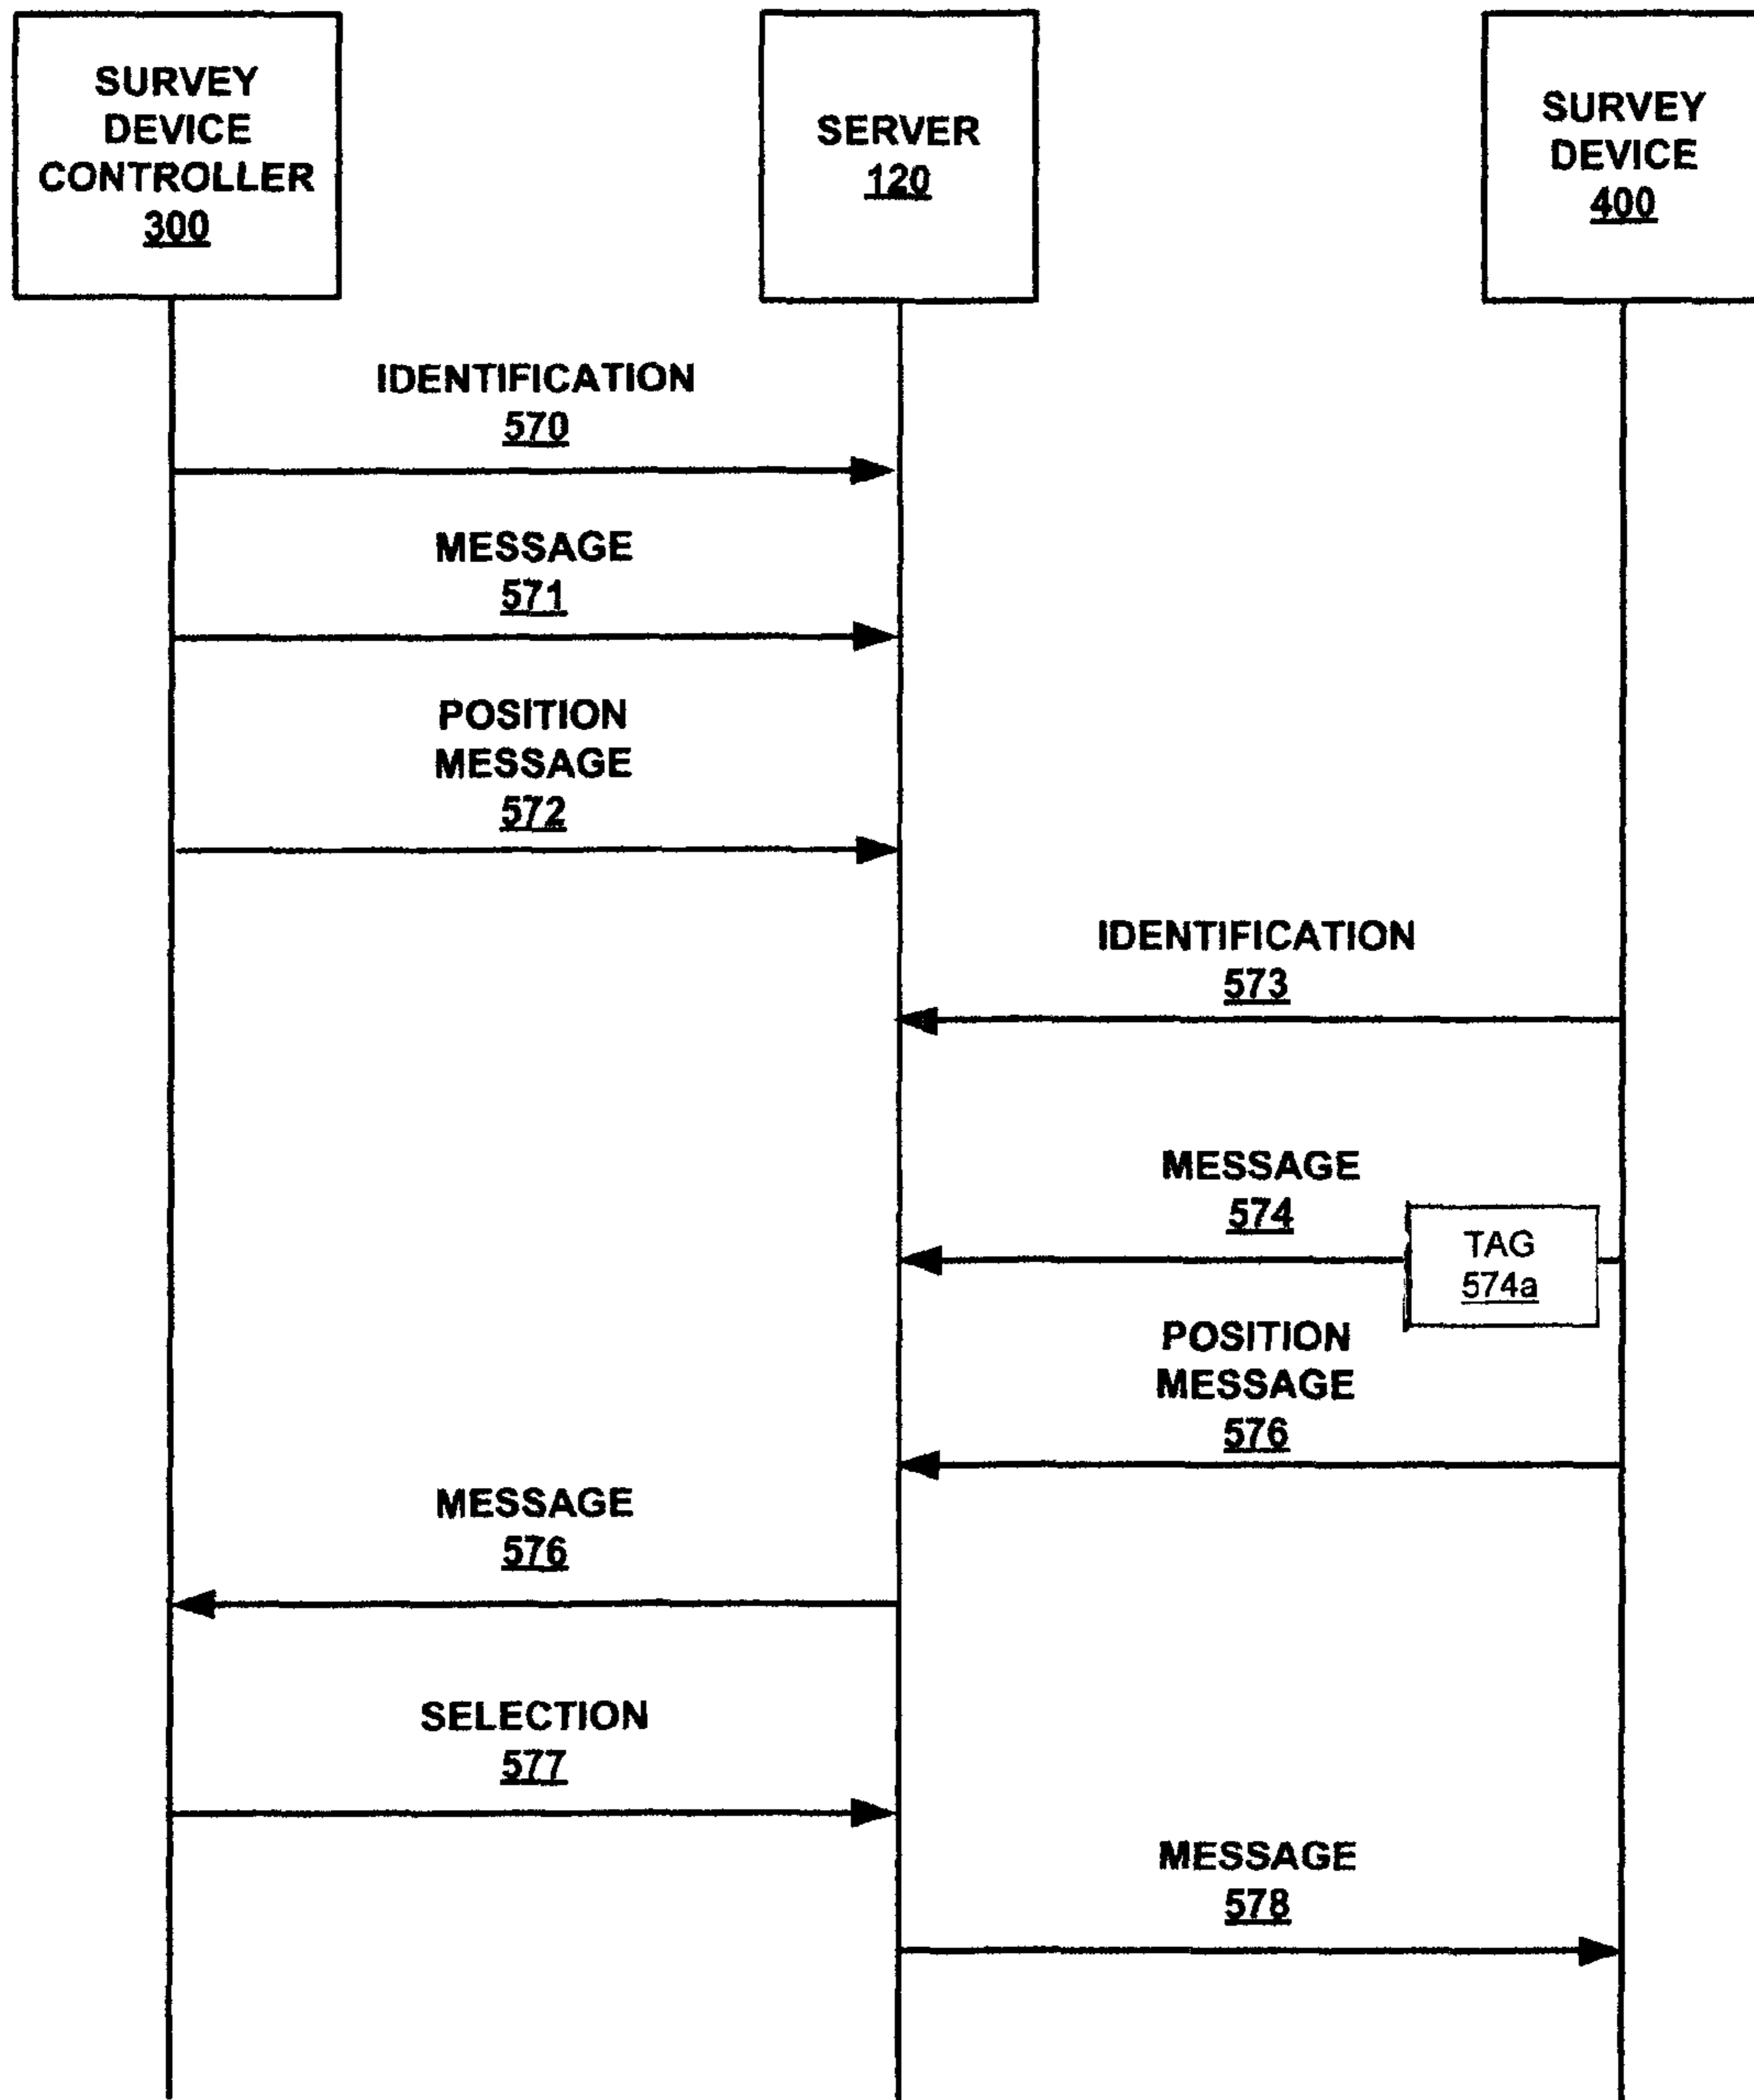 SURVEY
DEVICE
CONTROLLER
300
SERVER
120
SURVEY
DEVICE
400
IDENTIFICATION
570
MESSAGE
571
POSITION
MESSAGE
572
IDENTIFICATION
573
MESSAGE
574
TAG
574a
POSITION
MESSAGE
576
MESSAGE
576
SELECTION
577
MESSAGE
578